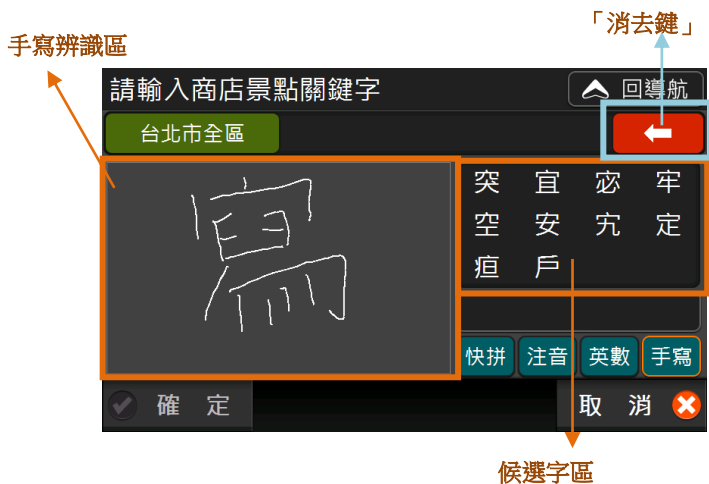 「消去鍵」
手寫辨識區
請輸入商店景點關鍵字
回導航
台北市全區
寫
突 宜 宓 牢
空 安 宄 定
疸 戶
快拼 注音 英數 手寫
確 定
取 消
候選字區